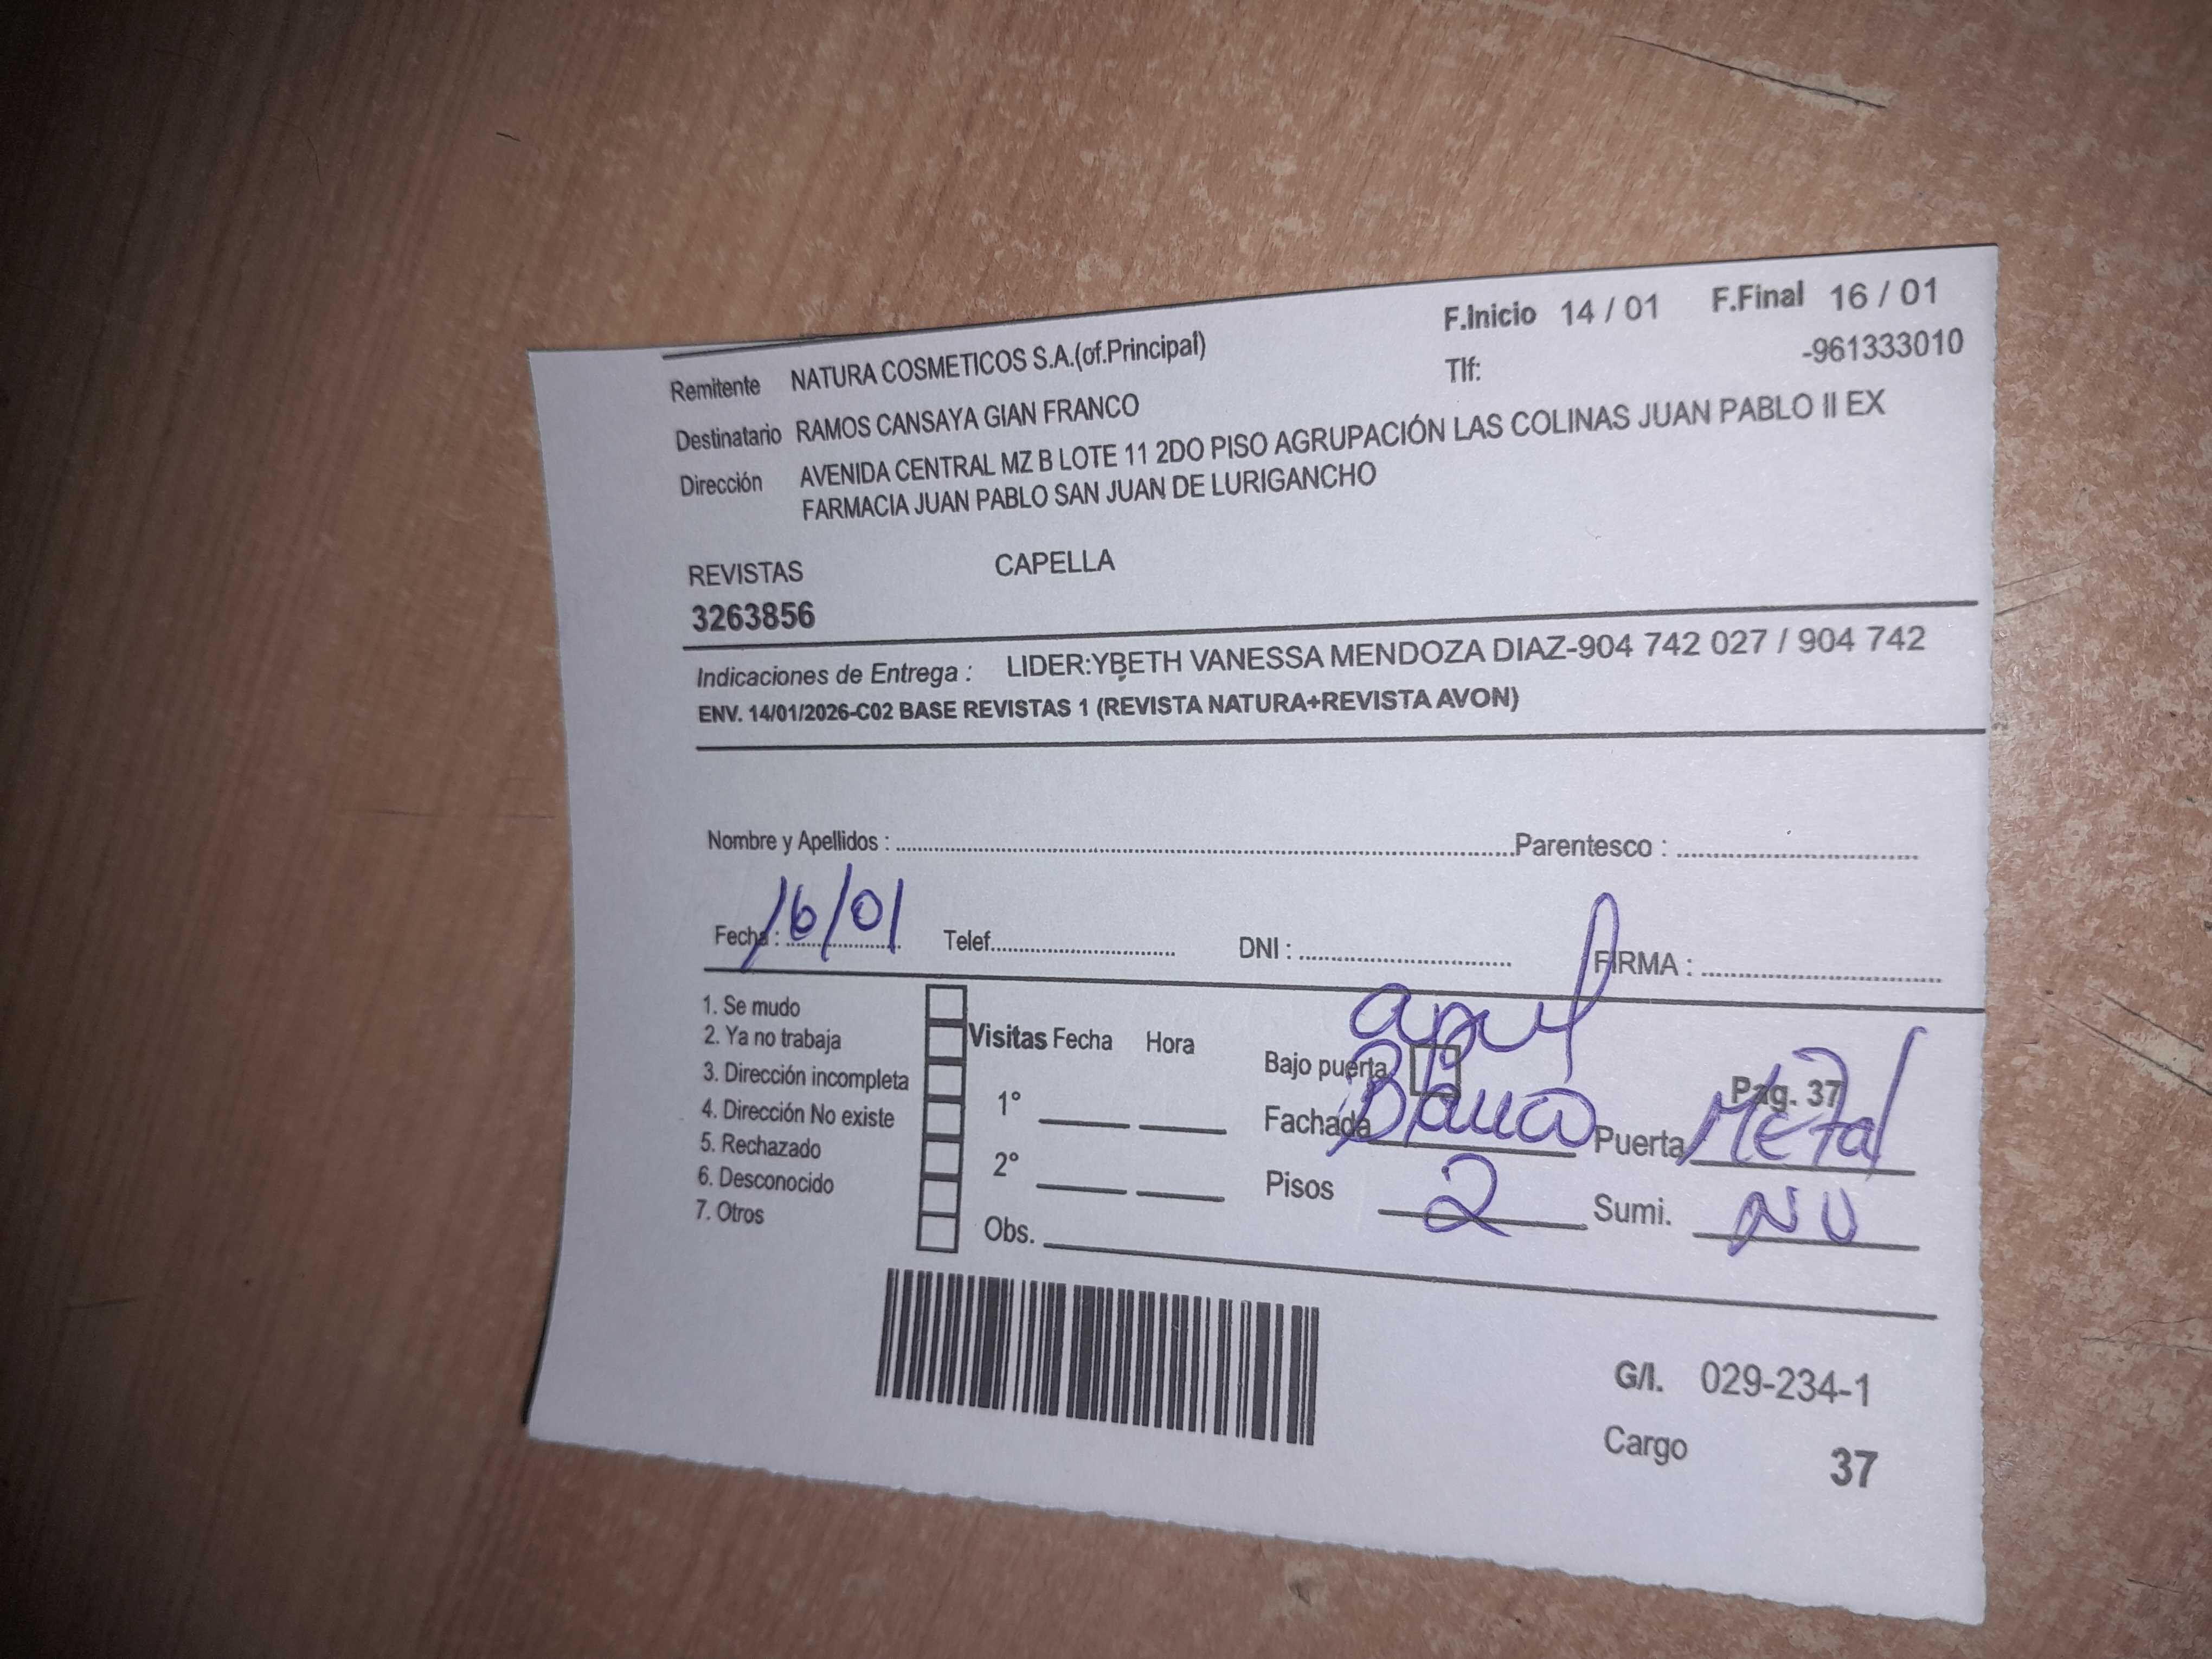 F.Inicio 14 / 01 F.Final 16 / 01
Remitente NATURA COSMETICOS S.A.(of.Principal) Tlf: -961333010
Destinatario RAMOS CANSAYA GIAN FRANCO
Dirección AVENIDA CENTRAL MZ B LOTE 11 2DO PISO AGRUPACIÓN LAS COLINAS JUAN PABLO II EX
FARMACIA JUAN PABLO SAN JUAN DE LURIGANCHO
REVISTAS CAPELLA
3263856
Indicaciones de Entrega : LIDER:YBETH VANESSA MENDOZA DIAZ-904 742 027 / 904 742
ENV. 14/01/2026-C02 BASE REVISTAS 1 (REVISTA NATURA+REVISTA AVON)
Nombre y Apellidos : Parentesco :
Fecha : 16/01 Telef. DNI : FIRMA :
1. Se mudo
2. Ya no trabaja
3. Dirección incompleta
4. Dirección No existe
5. Rechazado
6. Desconocido
7. Otros
Visitas Fecha Hora
1°
2°
Obs.
azul
Bajo puerta Pag. 37
Fachada Blanco Puerta Metal
Pisos 2 Sumi. NO
G/I. 029-234-1
Cargo 37